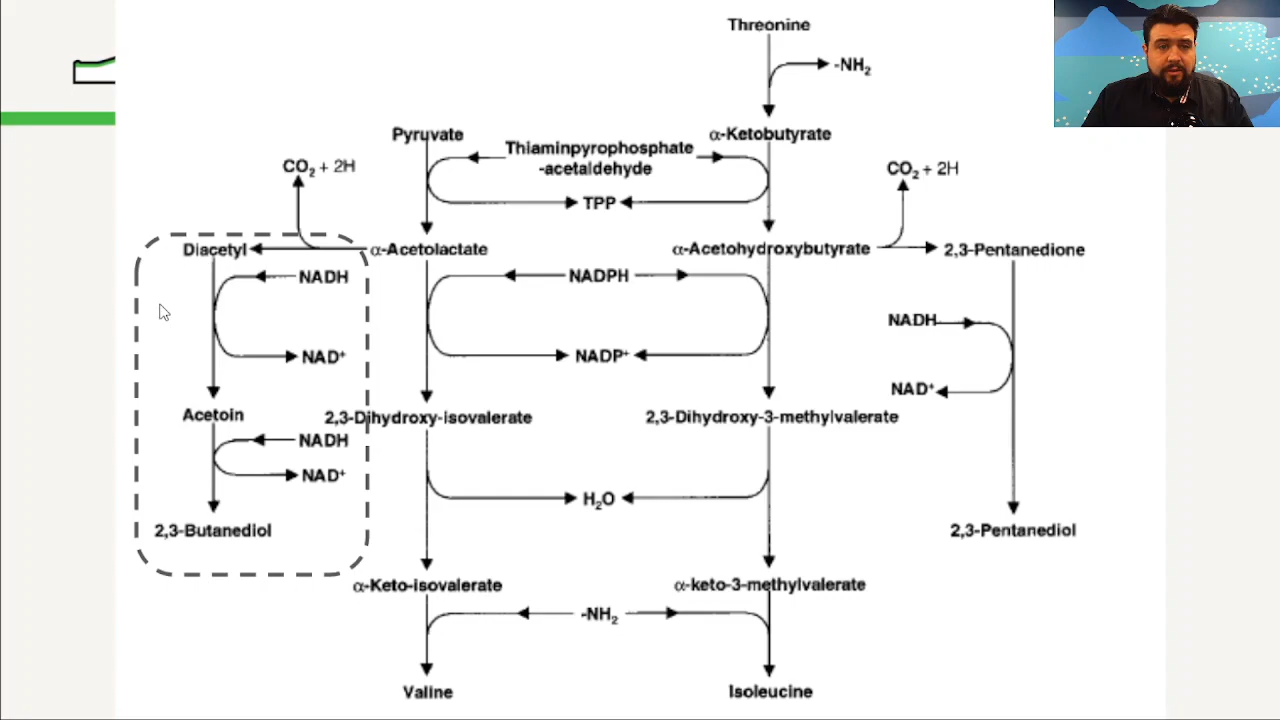 Threonine
-NH₂
Pyruvate
α-Ketobutyrate
Thiaminpyrophosphate
-acetaldehyde
CO₂ + 2H
CO₂ + 2H
TPP
Diacetyl
α-Acetolactate
α-Acetohydroxybutyrate
2,3-Pentanedione
NADH
NADPH
NADH
NAD⁺
NADP⁺
NAD⁺
Acetoin
2,3-Dihydroxy-isovalerate
2,3-Dihydroxy-3-methylvalerate
NADH
NAD⁺
H₂O
2,3-Butanediol
2,3-Pentanediol
α-Keto-isovalerate
α-keto-3-methylvalerate
-NH₂
Valine
Isoleucine